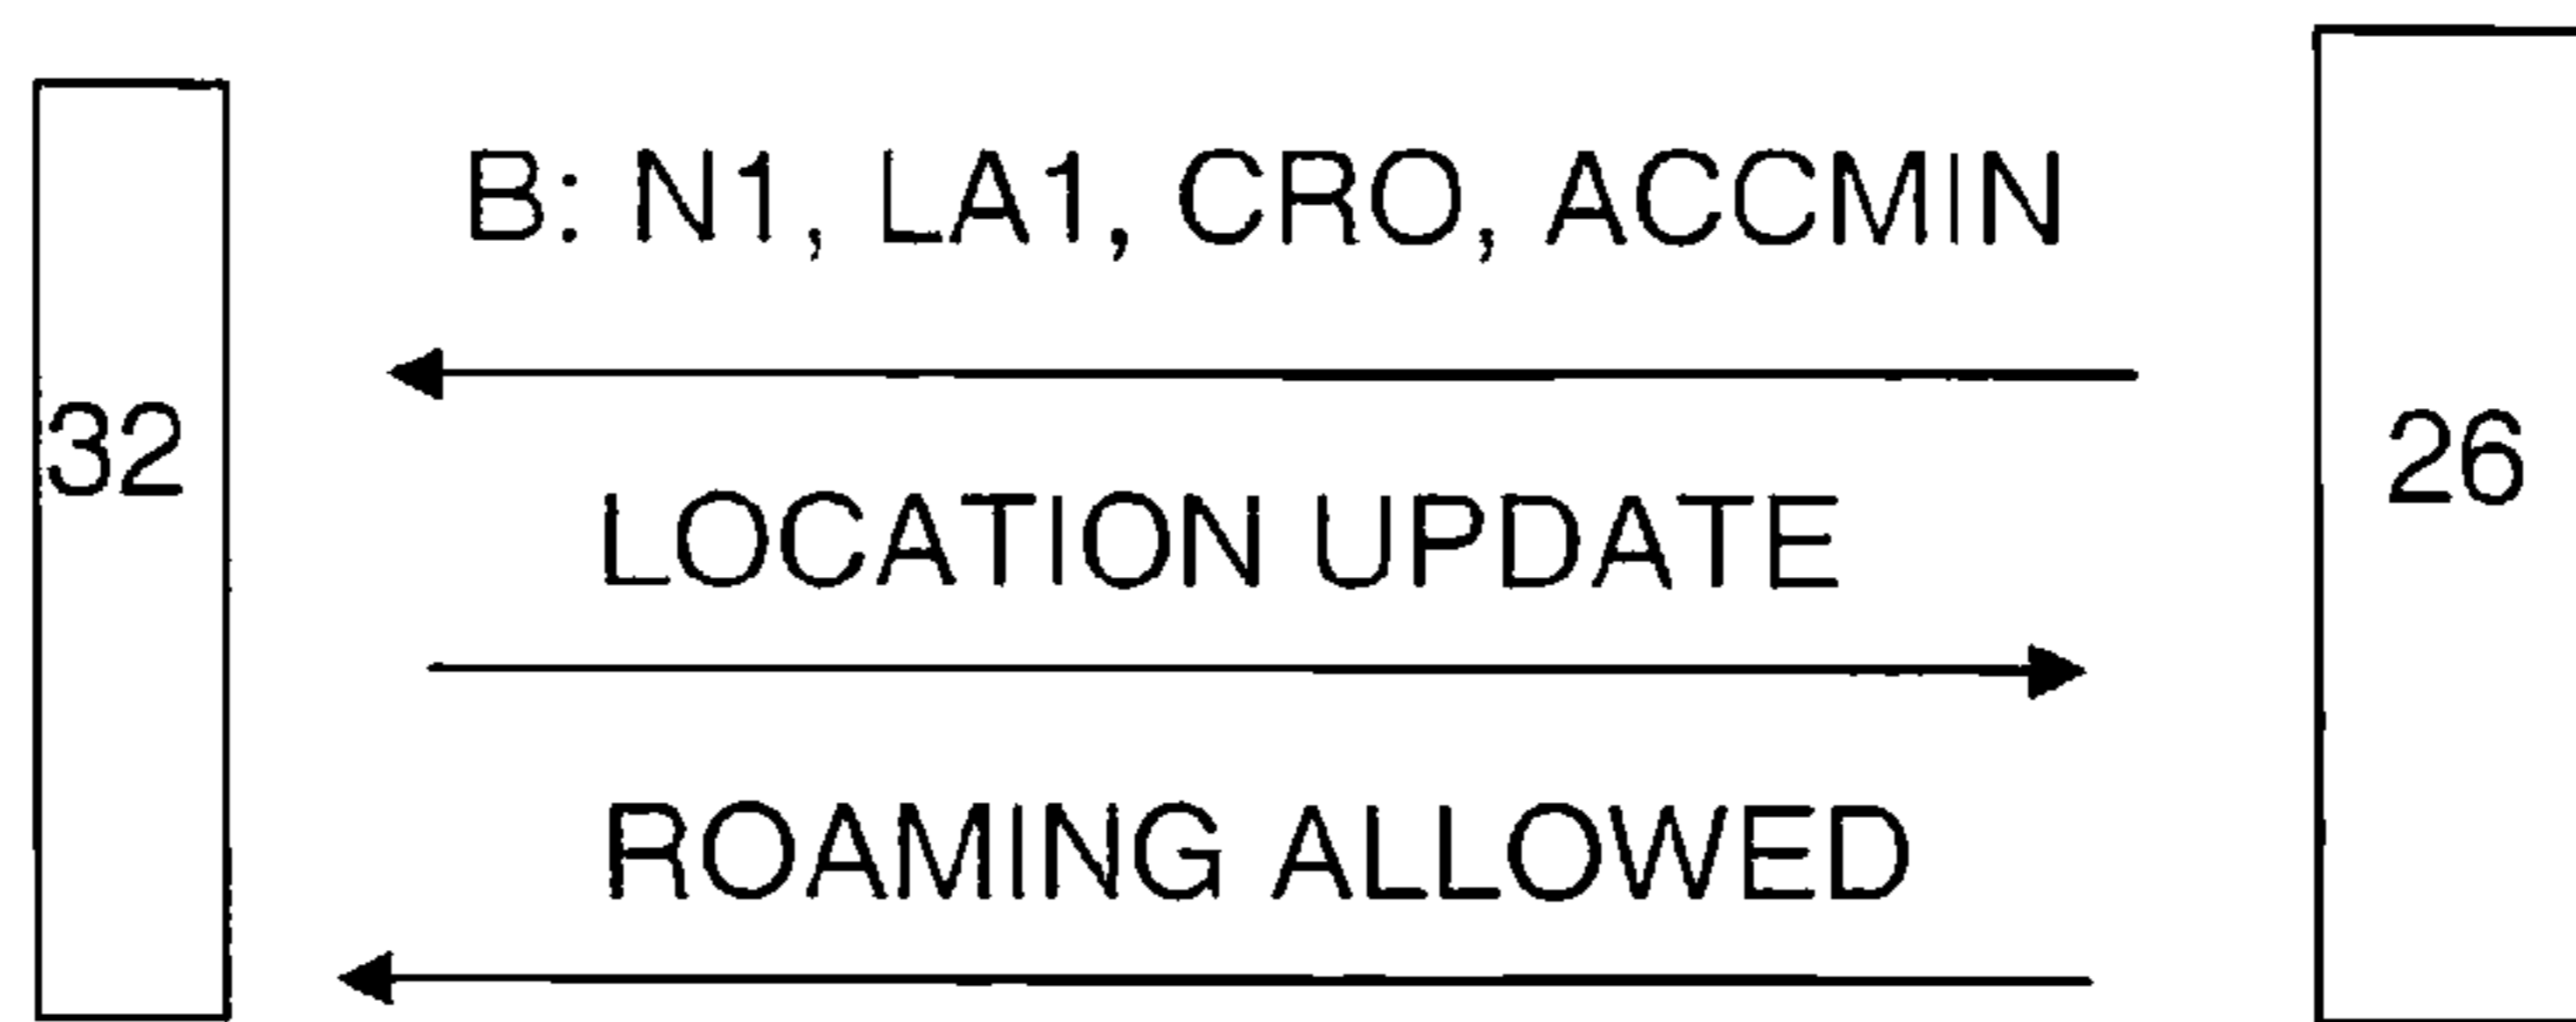 B: N1, LA1, CRO, ACCMIN
32
26
LOCATION UPDATE
ROAMING ALLOWED